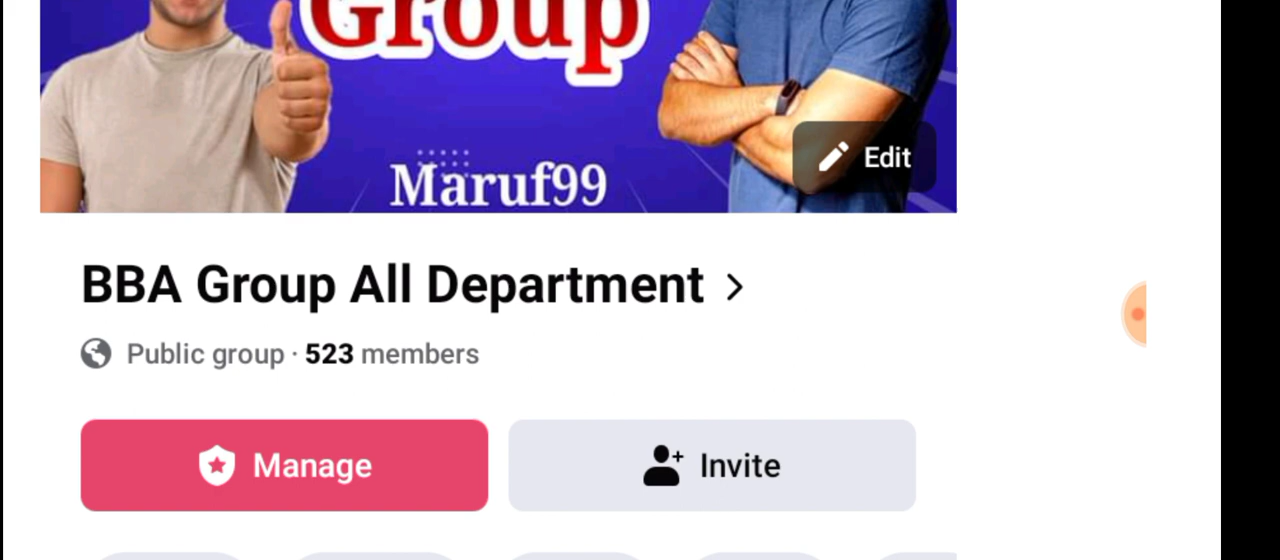 Group
Maruf99
Edit
BBA Group All Department >
Public group · 523 members
Manage
Invite